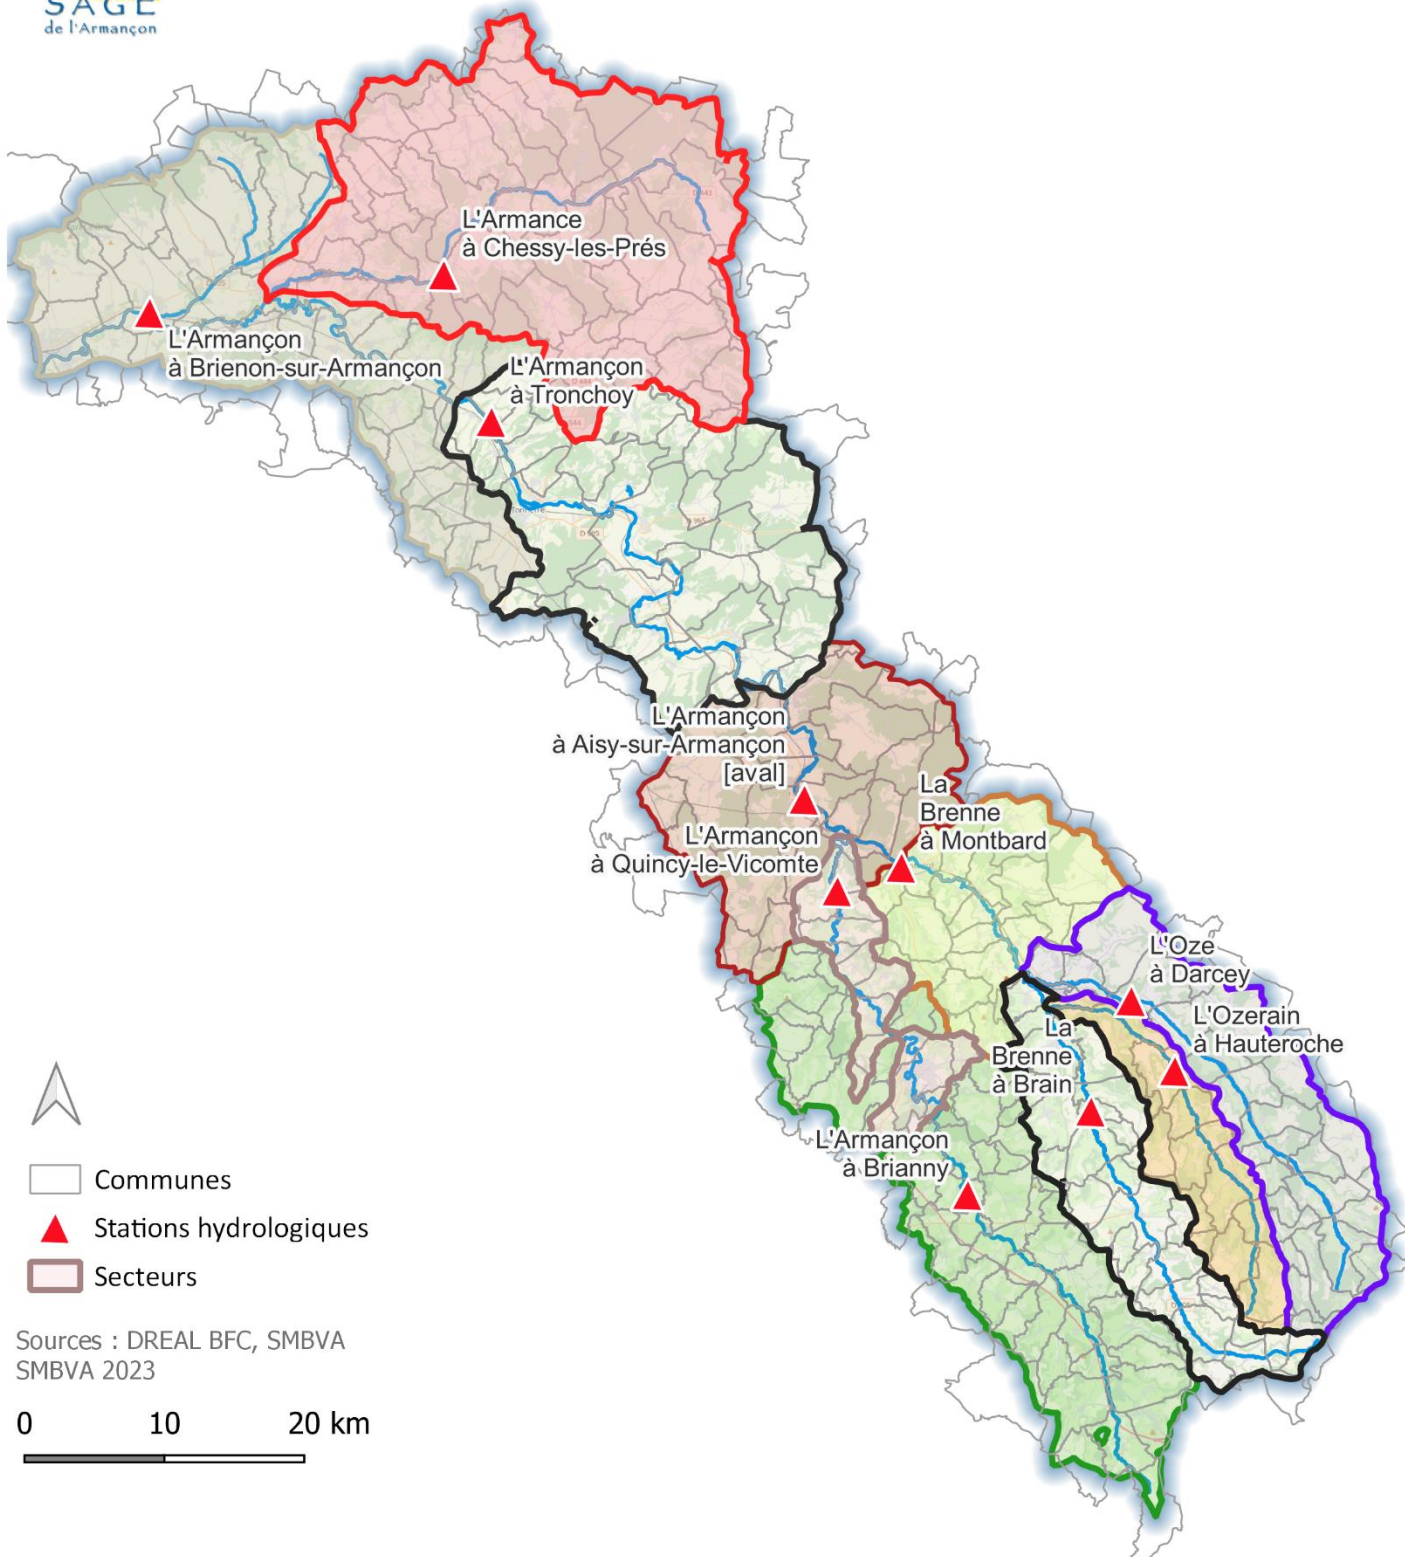 SAGE
de l'Armançon
L'Armance
à Chessy-les-Prés
L'Armançon
à Brienon-sur-Armançon
L'Armançon
à Tronchoy
D 965
L'Armançon
à Aisy-sur-Armançon
[aval]
La
Brenne
à Montbard
L'Armançon
à Quincy-le-Vicomte
L'Oze
à Darcey
L'Ozerain
à Hauteroche
La
Brenne
à Brain
L'Armançon
à Brianny
Communes
Stations hydrologiques
Secteurs
Sources : DREAL BFC, SMBVA
SMBVA 2023
0 10 20 km